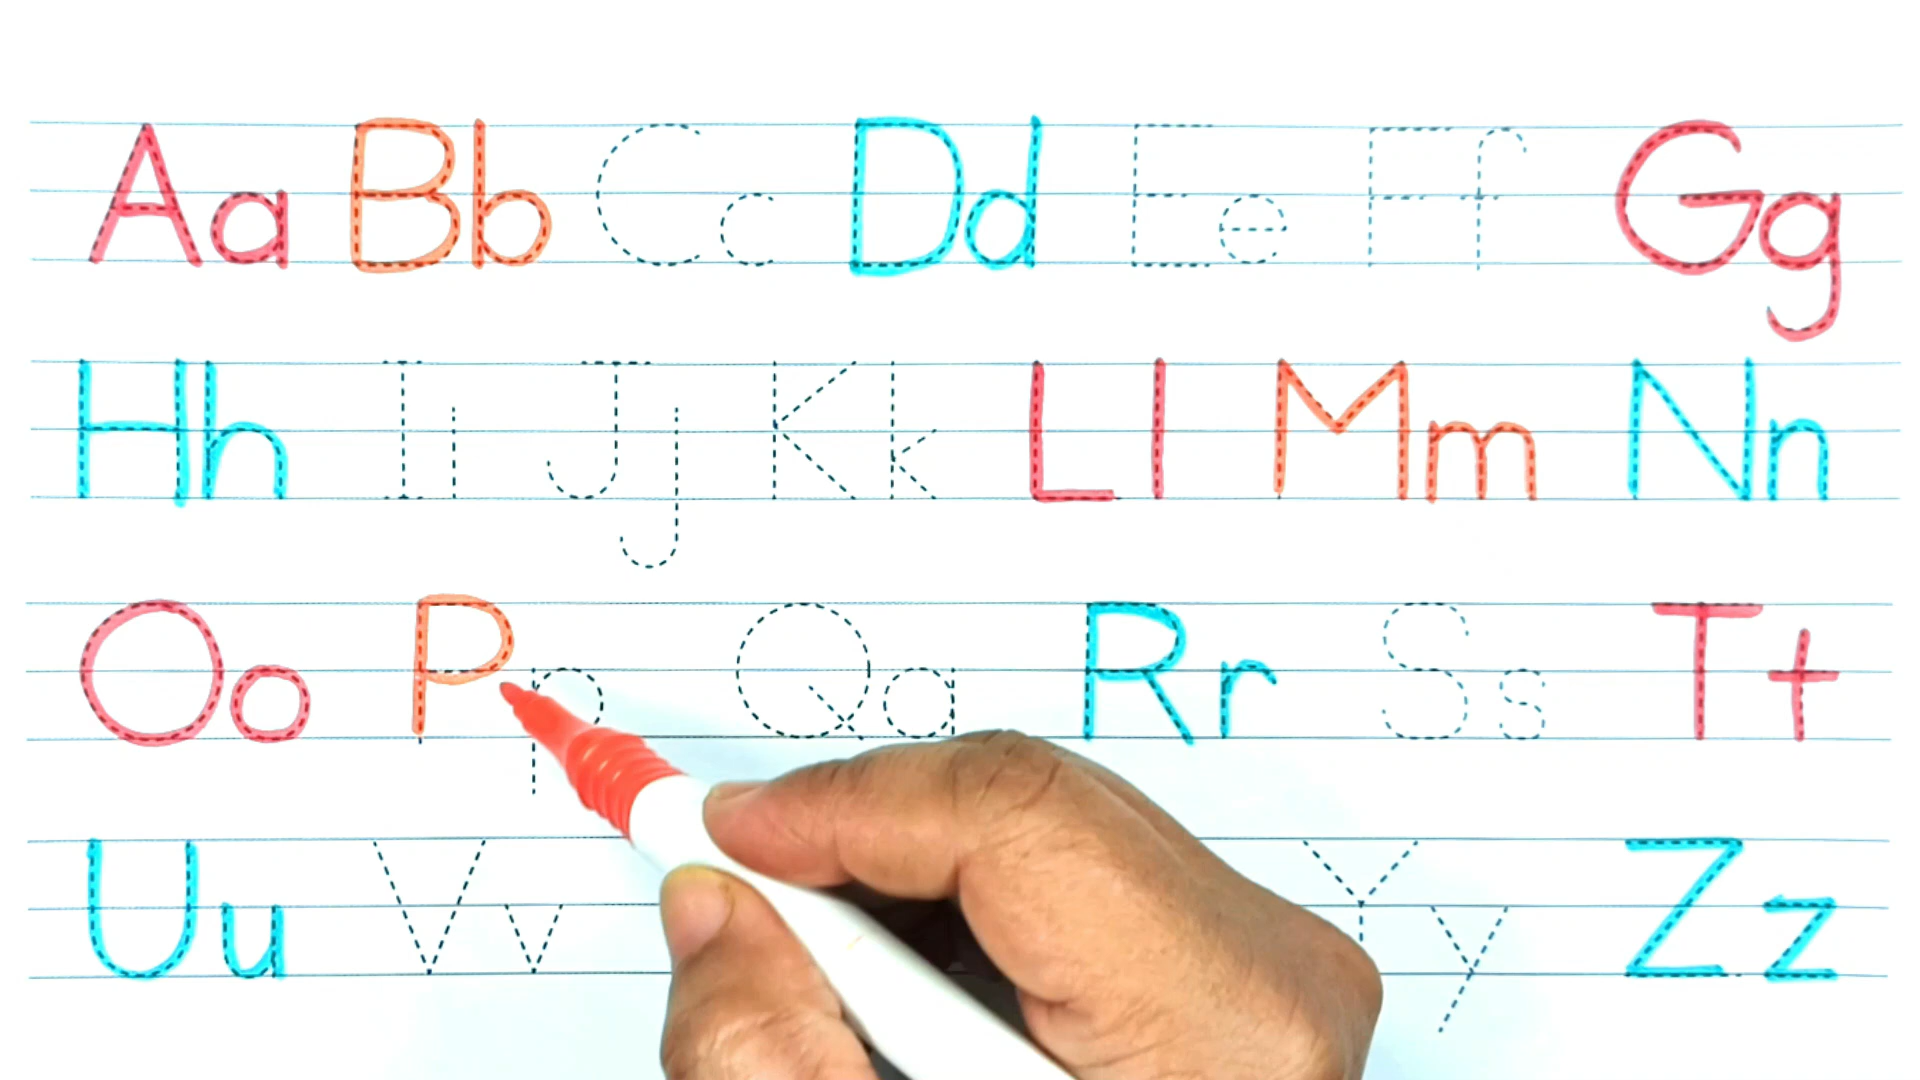 Aa Bb Cc Dd Ee Ff Gg
Hh Ii Jj Kk Ll Mm Nn
Oo Pp Qq Rr Ss Tt
Uu Vv Yy Zz